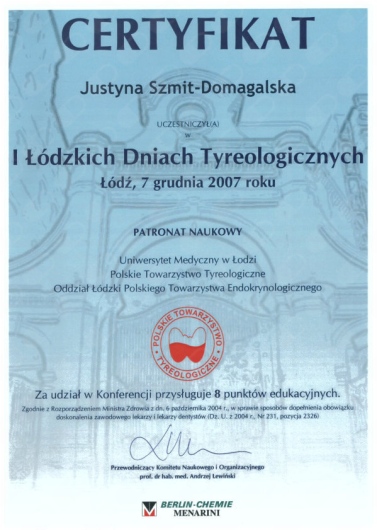 CERTYFIKAT
Justyna Szmit-Domagalska
UCZESTNICZYŁ(A)
w
I Łódzkich Dniach Tyreologicznych
Łódź, 7 grudnia 2007 roku
PATRONAT NAUKOWY
Uniwersytet Medyczny w Łodzi
Polskie Towarzystwo Tyreologiczne
Oddział Łódzki Polskiego Towarzystwa Endokrynologicznego
POLSKIE TOWARZYSTWO
TYREOLOGICZNE
Za udział w Konferencji przysługuje 8 punktów edukacyjnych.
Zgodnie z Rozporządzeniem Ministra Zdrowia z dn. 6 października 2004 r., w sprawie sposobów dopełnienia obowiązku
doskonalenia zawodowego lekarzy i lekarzy dentystów (Dz. U. z 2004 r., Nr 231, pozycja 2326)
Przewodniczący Komitetu Naukowego i Organizacyjnego
prof. dr hab. med. Andrzej Lewiński
BERLIN-CHEMIE
MENARINI